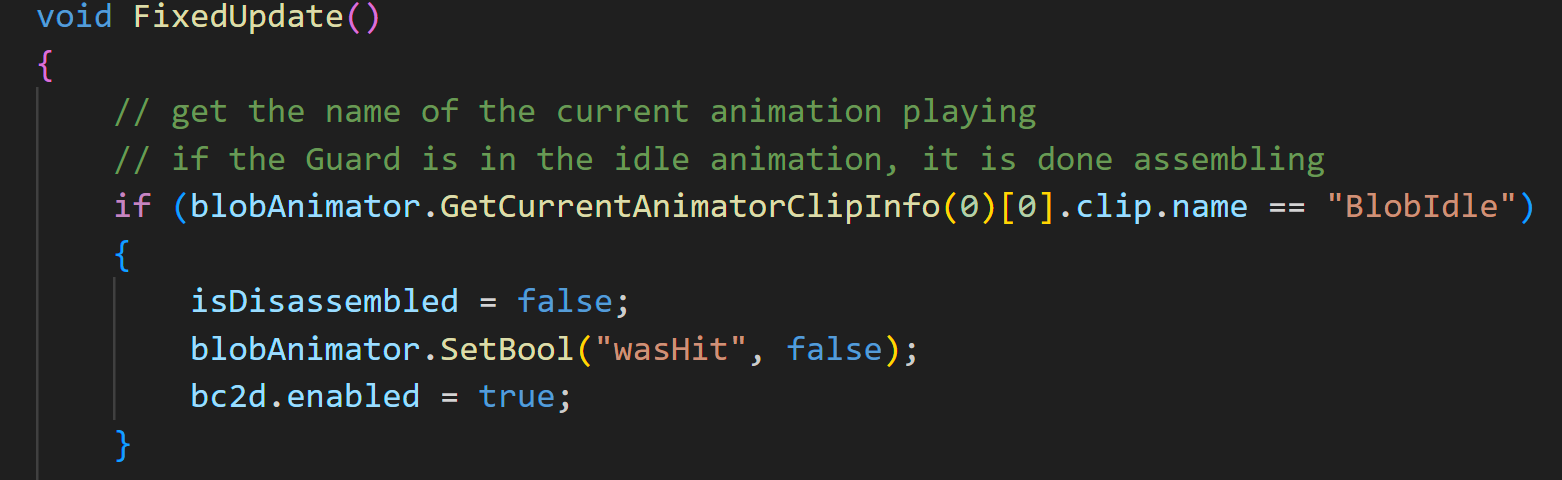 void FixedUpdate()
{
// get the name of the current animation playing
// if the Guard is in the idle animation, it is done assembling
if (blobAnimator.GetCurrentAnimatorClipInfo(0)[0].clip.name == "BlobIdle")
{
isDisassembled = false;
blobAnimator.SetBool("wasHit", false);
bc2d.enabled = true;
}